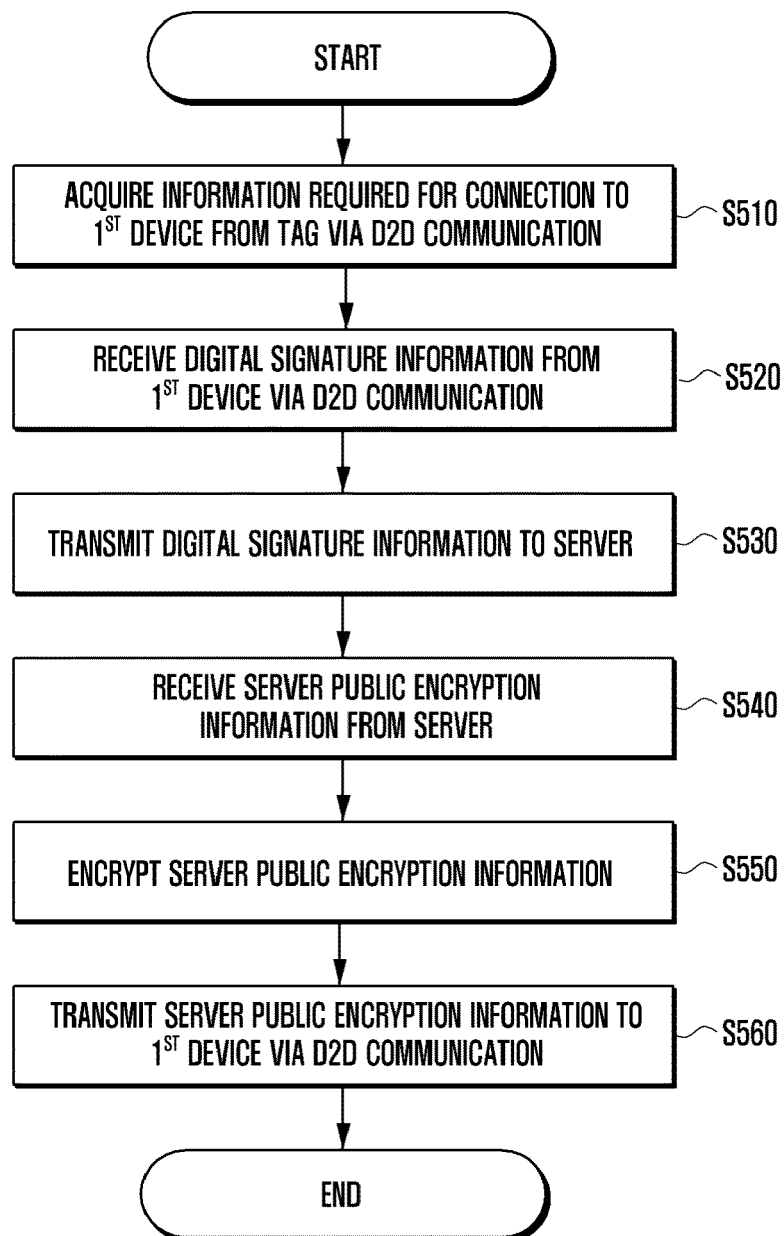 START
ACQUIRE INFORMATION REQUIRED FOR CONNECTION TO
1ST DEVICE FROM TAG VIA D2D COMMUNICATION
S510
RECEIVE DIGITAL SIGNATURE INFORMATION FROM
1ST DEVICE VIA D2D COMMUNICATION
S520
TRANSMIT DIGITAL SIGNATURE INFORMATION TO SERVER
S530
RECEIVE SERVER PUBLIC ENCRYPTION
INFORMATION FROM SERVER
S540
ENCRYPT SERVER PUBLIC ENCRYPTION INFORMATION
S550
TRANSMIT SERVER PUBLIC ENCRYPTION INFORMATION TO
1ST DEVICE VIA D2D COMMUNICATION
S560
END